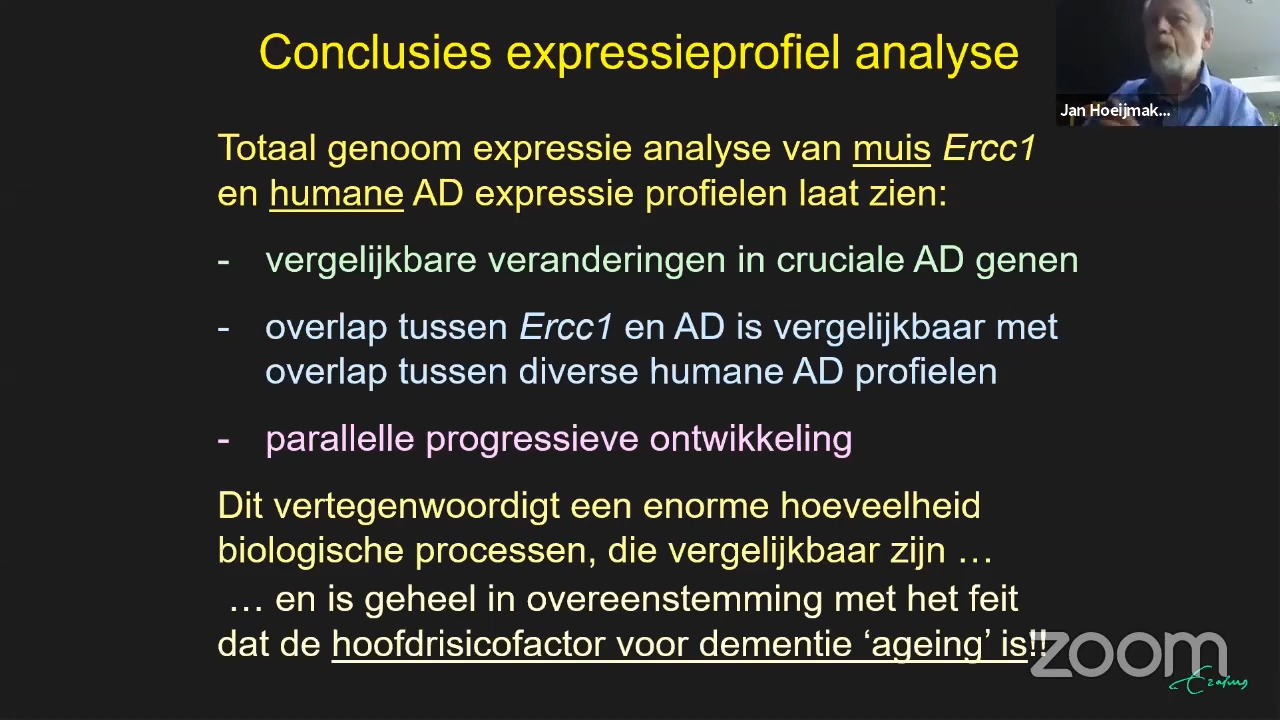 Conclusies expressieprofiel analyse
Jan Hoeijmak...
Totaal genoom expressie analyse van muis Ercc1
en humane AD expressie profielen laat zien:
- vergelijkbare veranderingen in cruciale AD genen
- overlap tussen Ercc1 en AD is vergelijkbaar met
overlap tussen diverse humane AD profielen
- parallelle progressieve ontwikkeling
Dit vertegenwoordigt een enorme hoeveelheid
biologische processen, die vergelijkbaar zijn …
… en is geheel in overeenstemming met het feit
dat de hoofdrisicofactor voor dementie ‘ageing’ is!!
zoom
Erasmus